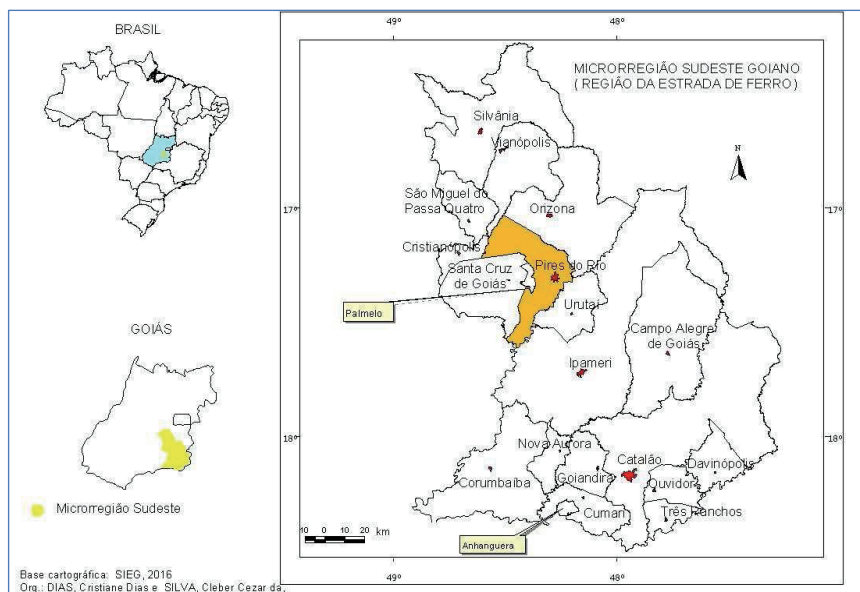 BRASIL
GOIÁS
Microrregião Sudeste
Base cartográfica: SIEG, 2016
Org.: DIAS, Cristiane Dias e SILVA, Cleber Cezar da,
49°
48°
MICRORREGIÃO SUDESTE GOIANO
( REGIÃO DA ESTRADA DE FERRO)
N
Silvânia
Vianópolis
São Miguel do
Passa Quatro
Orizona
17°
17°
Cristianópolis
Santa Cruz
de Goiás
Pires do Rio
Palmelo
Urutaí
Campo Alegre
de Goiás
Ipameri
18°
18°
Nova Aurora
Catalão
Davinópolis
Corumbaíba
Goiandira
Ouvidor
Cumari
Três Ranchos
Anhanguera
10 0 10 20 km
49°
48°